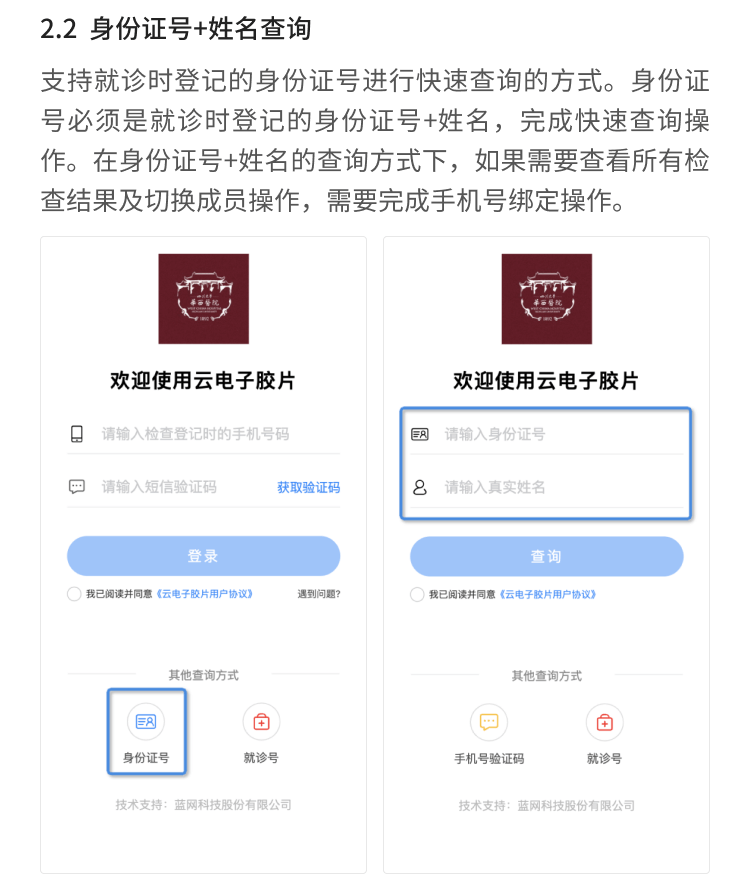 2.2 身份证号+姓名查询
支持就诊时登记的身份证号进行快速查询的方式。身份证
号必须是就诊时登记的身份证号+姓名，完成快速查询操
作。在身份证号+姓名的查询方式下，如果需要查看所有检
查结果及切换成员操作，需要完成手机号绑定操作。
欢迎使用云电子胶片
请输入检查登记时的手机号码
请输入短信验证码
获取验证码
登录
我已阅读并同意《云电子胶片用户协议》
遇到问题?
其他查询方式
身份证号
就诊号
技术支持：蓝网科技股份有限公司
欢迎使用云电子胶片
请输入身份证号
请输入真实姓名
查询
我已阅读并同意《云电子胶片用户协议》
其他查询方式
手机号验证码
就诊号
技术支持：蓝网科技股份有限公司